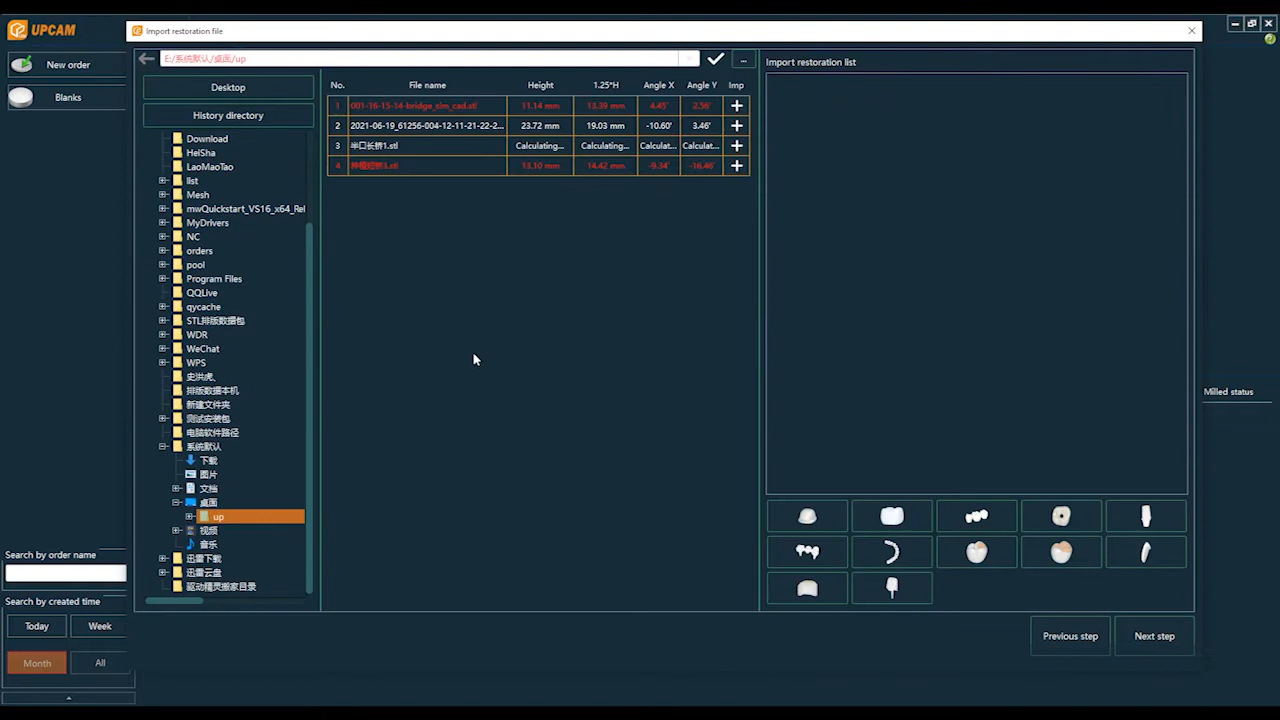 UPCAM
Import restoration file
New order
Blanks
E:/系统默认/桌面/up
...
Desktop
History directory
Download
HeiSha
LaoMaoTao
list
Mesh
mwQuickstart_VS16_x64_Rel
MyDrivers
NC
orders
pool
Program Files
QQLive
qycache
STL排版数据包
WDR
WeChat
WPS
史洪虎、
排版数据本机
新建文件夹
测试安装包
电脑软件路径
系统默认
下载
图片
文档
桌面
up
视频
音乐
迅雷下载
迅雷云盘
驱动精灵搬家目录
No. File name Height 1.25*H Angle X Angle Y Imp
1 001-16-15-14-bridge_slm_cad.stl 11.14 mm 13.39 mm 4.45° 2.56°
2 2021-06-19_61256-004-12-11-21-22-2... 23.72 mm 19.03 mm -10.60° 3.46°
3 半口长桥1.stl Calculating... Calculating... Calculat... Calculat...
4 种植短桥3.stl 13.10 mm 14.42 mm -9.34° -16.46°
Import restoration list
Milled status
Search by order name
Search by created time
Today Week
Month All
Previous step Next step